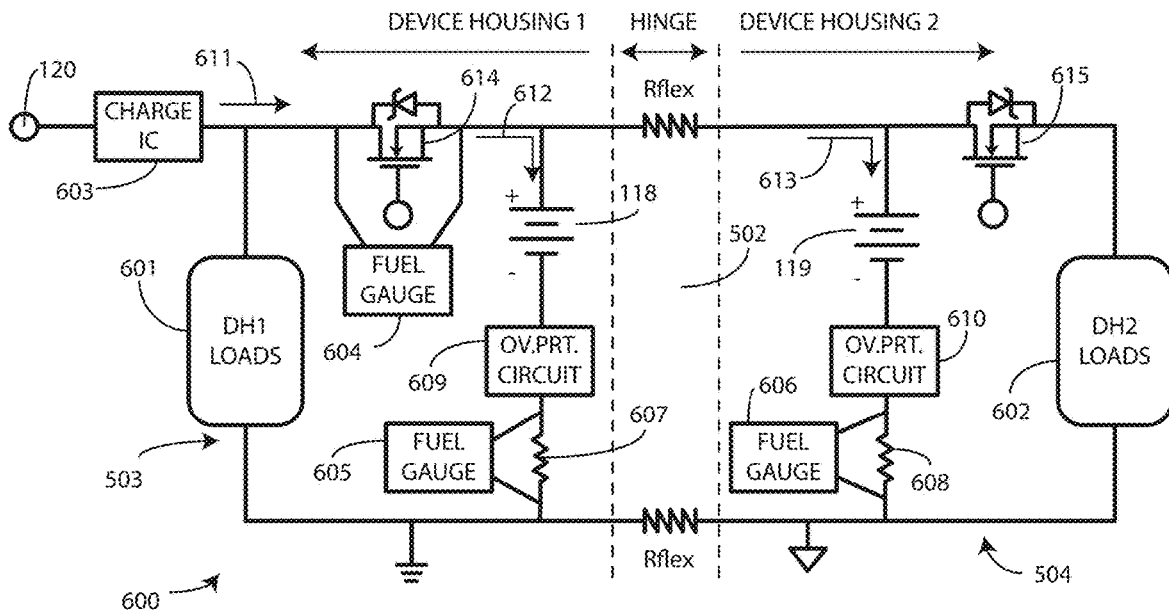 DEVICE HOUSING 1
HINGE
DEVICE HOUSING 2
120
611
614
612
Rflex
615
CHARGE
IC
603
613
+
118
+
601
FUEL
GAUGE
604
-
502
119
-
DH1
LOADS
609
OV.PRT.
CIRCUIT
610
OV.PRT.
CIRCUIT
DH2
LOADS
602
606
607
503
605
FUEL
GAUGE
FUEL
GAUGE
608
Rflex
600
504